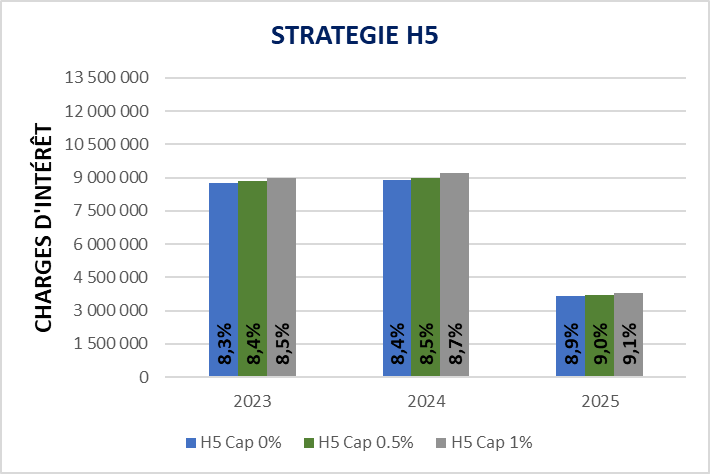 STRATEGIE H5
CHARGES D'INTÉRÊT
13 500 000
12 000 000
10 500 000
9 000 000
7 500 000
6 000 000
4 500 000
3 000 000
1 500 000
0
8,3%
8,4%
8,5%
8,4%
8,5%
8,7%
8,9%
9,0%
9,1%
2023 2024 2025
H5 Cap 0% H5 Cap 0.5% H5 Cap 1%